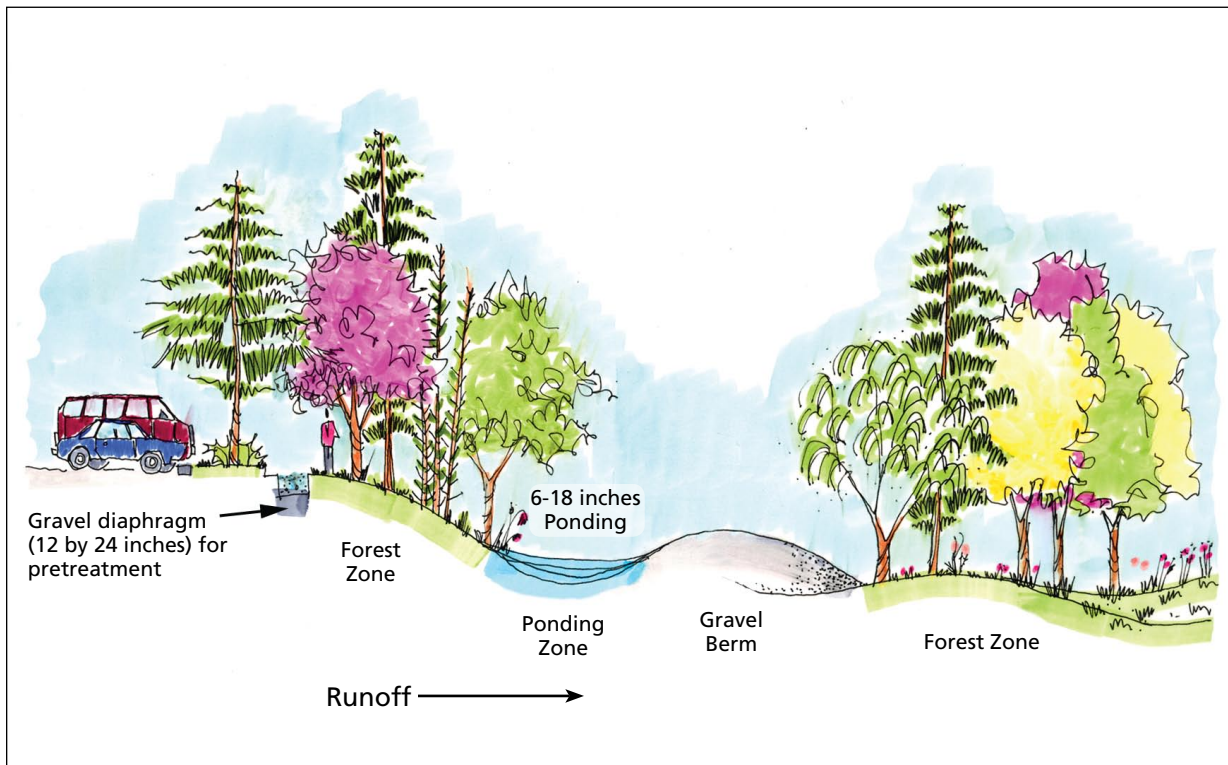 6-18 inches
Ponding
Gravel diaphragm
(12 by 24 inches) for
pretreatment
Forest
Zone
Ponding
Zone
Gravel
Berm
Forest Zone
Runoff